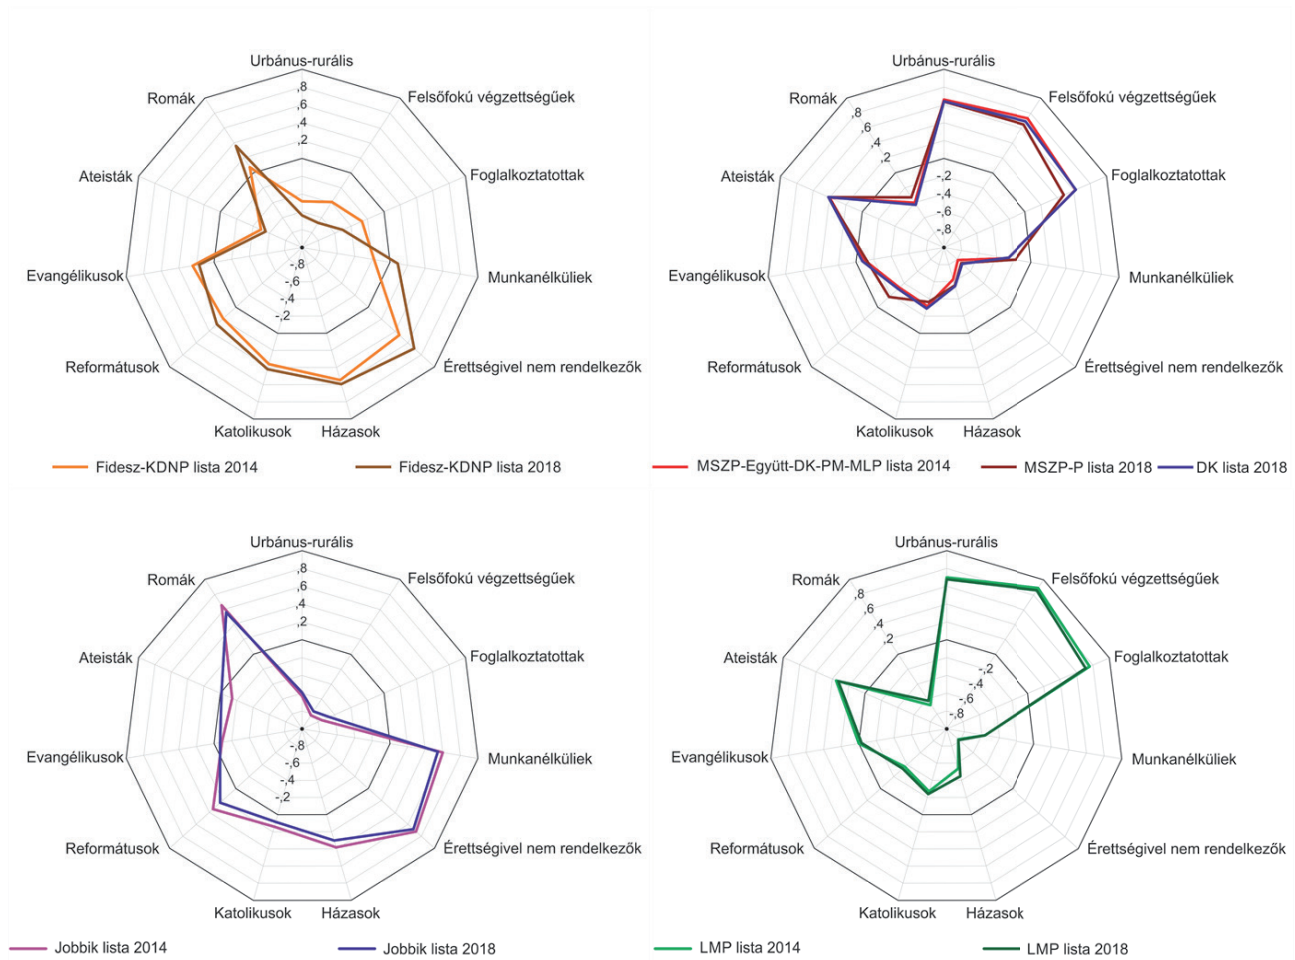 Urbánus-rurális
Romák
,8
,6
,4
,2
Felsőfokú végzettségűek
Ateisták
Foglalkoztatottak
Evangélikusok
-,8
-,6
-,4
-,2
Munkanélküliek
Reformátusok
Érettségivel nem rendelkezők
Katolikusok
Házasok
Fidesz-KDNP lista 2014
Fidesz-KDNP lista 2018
Urbánus-rurális
Romák
,8
,6
,4
,2
Felsőfokú végzettségűek
Ateisták
-,2
-,4
-,6
-,8
Foglalkoztatottak
Evangélikusok
Munkanélküliek
Reformátusok
Érettségivel nem rendelkezők
Katolikusok
Házasok
MSZP-Együtt-DK-PM-MLP lista 2014
MSZP-P lista 2018
DK lista 2018
Urbánus-rurális
Romák
,8
,6
,4
,2
Felsőfokú végzettségűek
Ateisták
Foglalkoztatottak
Evangélikusok
-,8
-,6
-,4
-,2
Munkanélküliek
Reformátusok
Érettségivel nem rendelkezők
Katolikusok
Házasok
Jobbik lista 2014
Jobbik lista 2018
Urbánus-rurális
Romák
,8
,6
,4
,2
Felsőfokú végzettségűek
Ateisták
-,2
-,4
-,6
-,8
Foglalkoztatottak
Evangélikusok
Munkanélküliek
Reformátusok
Érettségivel nem rendelkezők
Katolikusok
Házasok
LMP lista 2014
LMP lista 2018